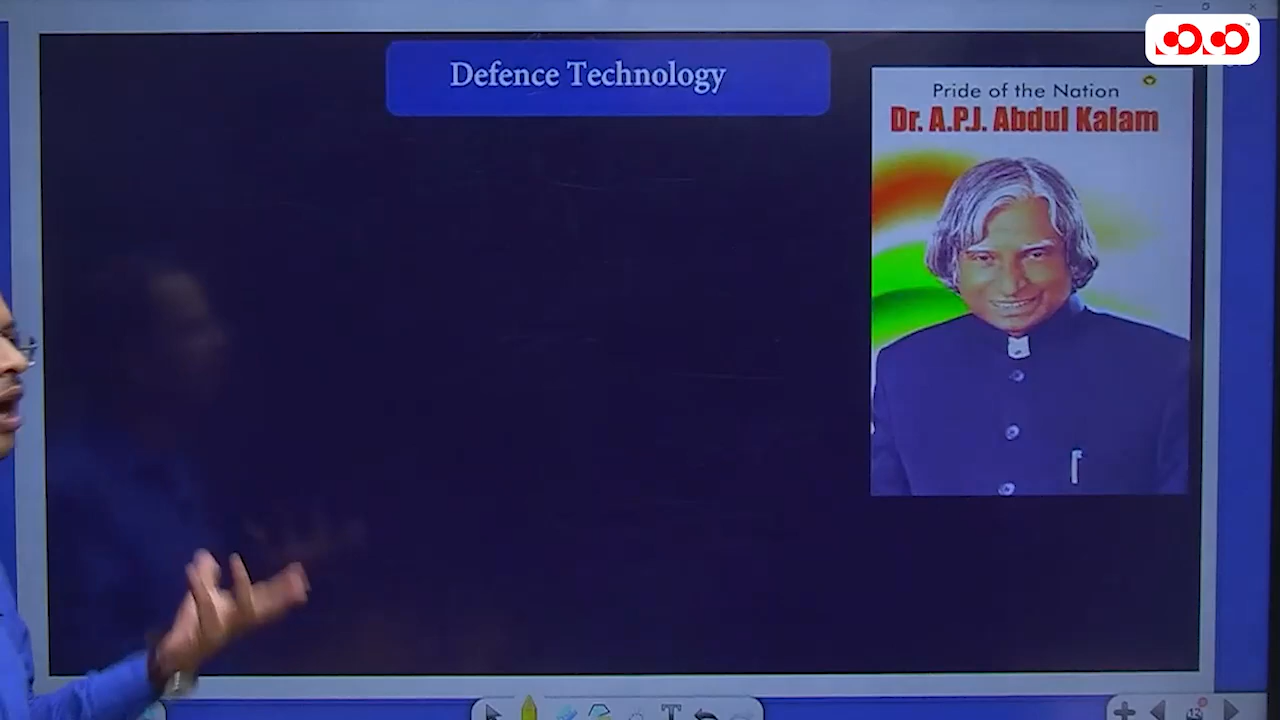 Defence Technology
Pride of the Nation
Dr. A.P.J. Abdul Kalam